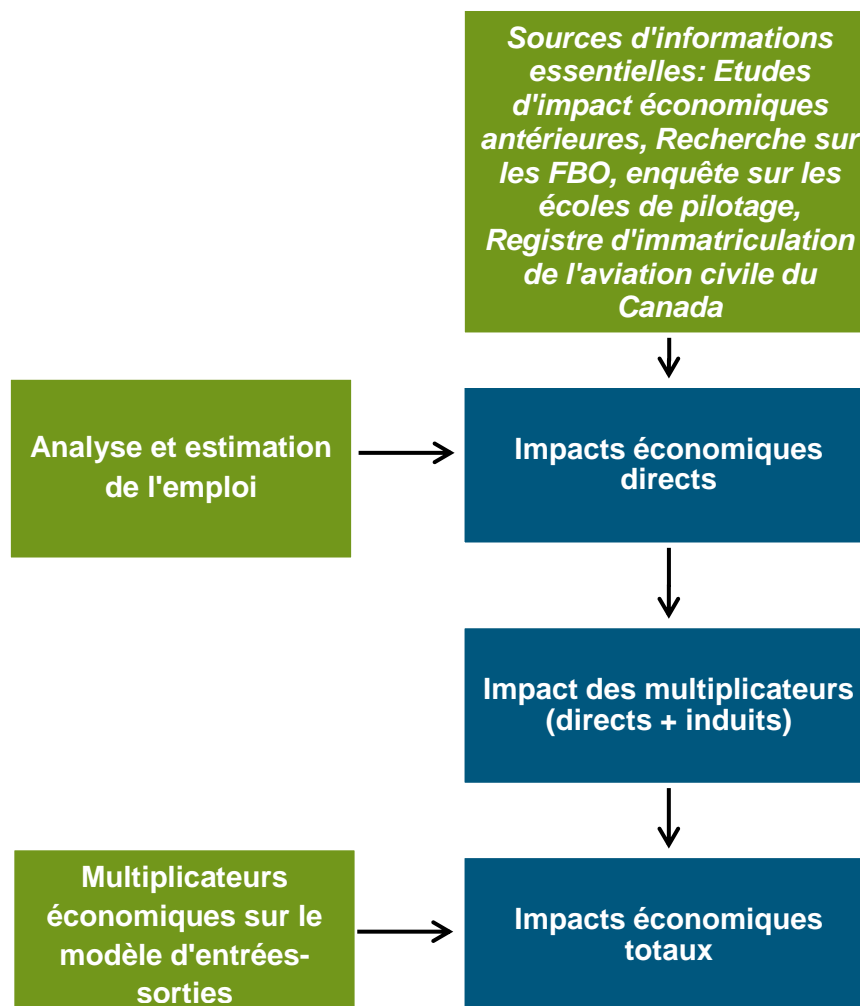 Sources d'informations
essentielles: Etudes
d'impact économiques
antérieures, Recherche sur
les FBO, enquête sur les
écoles de pilotage,
Registre d'immatriculation
de l'aviation civile du
Canada
Analyse et estimation
de l'emploi
Impacts économiques
directs
Impact des multiplicateurs
(directs + induits)
Multiplicateurs
économiques sur le
modèle d'entrées-
sorties
Impacts économiques
totaux